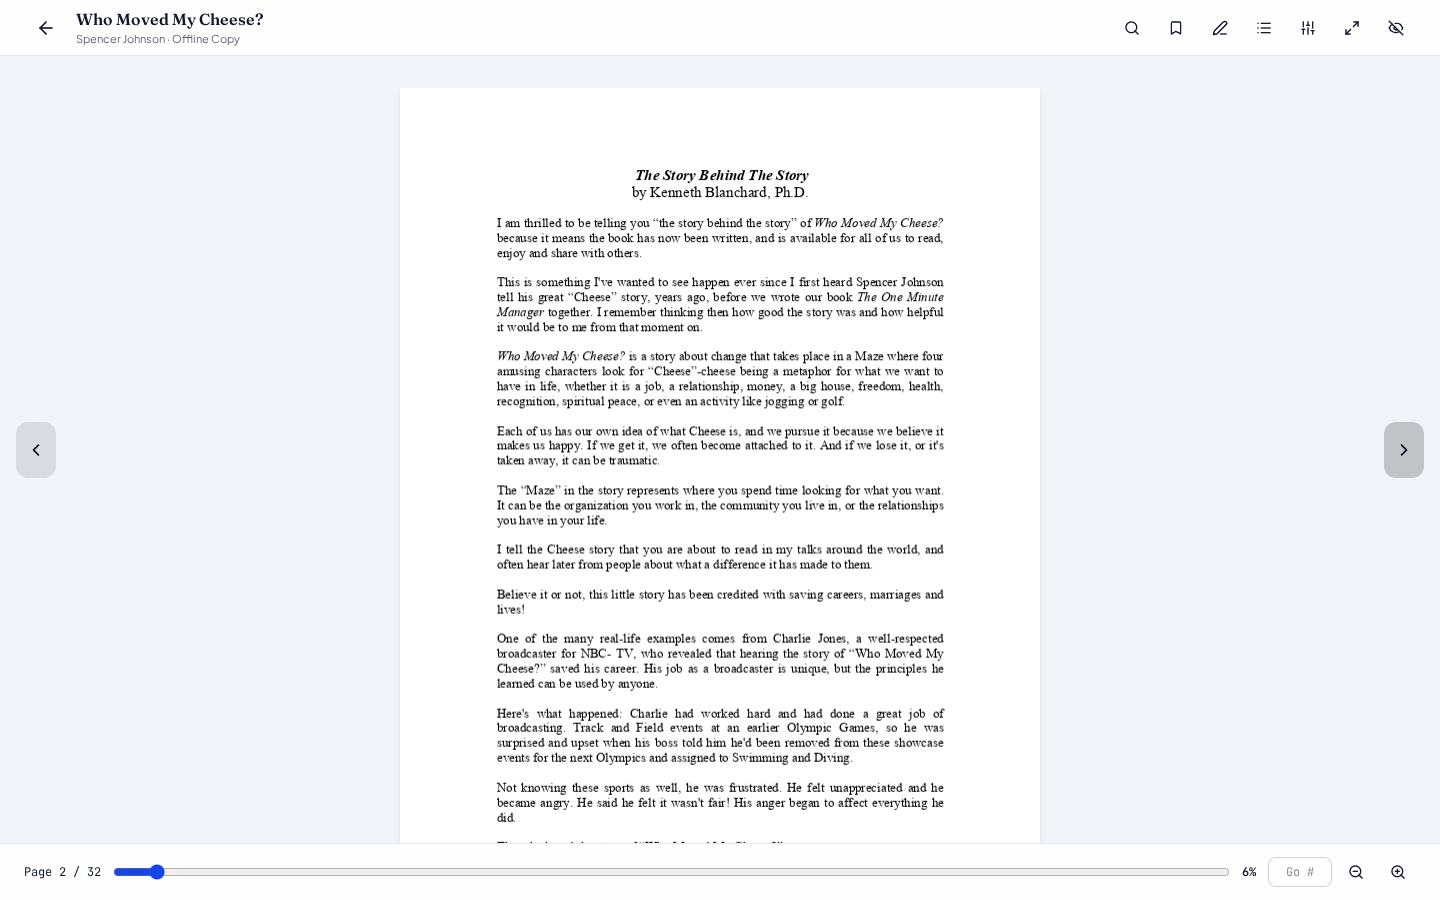 Who Moved My Cheese?
Spencer Johnson · Offline Copy
The Story Behind The Story
by Kenneth Blanchard, Ph.D.
I am thrilled to be telling you “the story behind the story” of Who Moved My Cheese?
because it means the book has now been written, and is available for all of us to read,
enjoy and share with others.
This is something I've wanted to see happen ever since I first heard Spencer Johnson
tell his great “Cheese” story, years ago, before we wrote our book The One Minute
Manager together. I remember thinking then how good the story was and how helpful
it would be to me from that moment on.
Who Moved My Cheese? is a story about change that takes place in a Maze where four
amusing characters look for “Cheese”-cheese being a metaphor for what we want to
have in life, whether it is a job, a relationship, money, a big house, freedom, health,
recognition, spiritual peace, or even an activity like jogging or golf.
Each of us has our own idea of what Cheese is, and we pursue it because we believe it
makes us happy. If we get it, we often become attached to it. And if we lose it, or it's
taken away, it can be traumatic.
The “Maze” in the story represents where you spend time looking for what you want.
It can be the organization you work in, the community you live in, or the relationships
you have in your life.
I tell the Cheese story that you are about to read in my talks around the world, and
often hear later from people about what a difference it has made to them.
Believe it or not, this little story has been credited with saving careers, marriages and
lives!
One of the many real-life examples comes from Charlie Jones, a well-respected
broadcaster for NBC- TV, who revealed that hearing the story of “Who Moved My
Cheese?” saved his career. His job as a broadcaster is unique, but the principles he
learned can be used by anyone.
Here's what happened: Charlie had worked hard and had done a great job of
broadcasting. Track and Field events at an earlier Olympic Games, so he was
surprised and upset when his boss told him he'd been removed from these showcase
events for the next Olympics and assigned to Swimming and Diving.
Not knowing these sports as well, he was frustrated. He felt unappreciated and he
became angry. He said he felt it wasn't fair! His anger began to affect everything he
did.
Page 2 / 32
6%
Go #